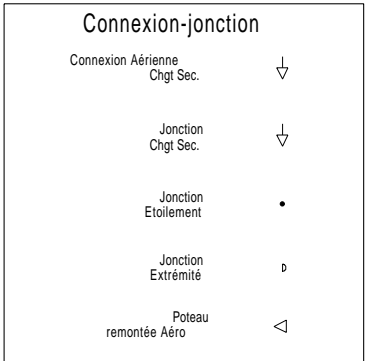 Connexion-jonction
Connexion Aérienne
Chgt Sec.
Jonction
Chgt Sec.
Jonction
Etoilement
Jonction
Extrémité
Poteau
remontée Aéro